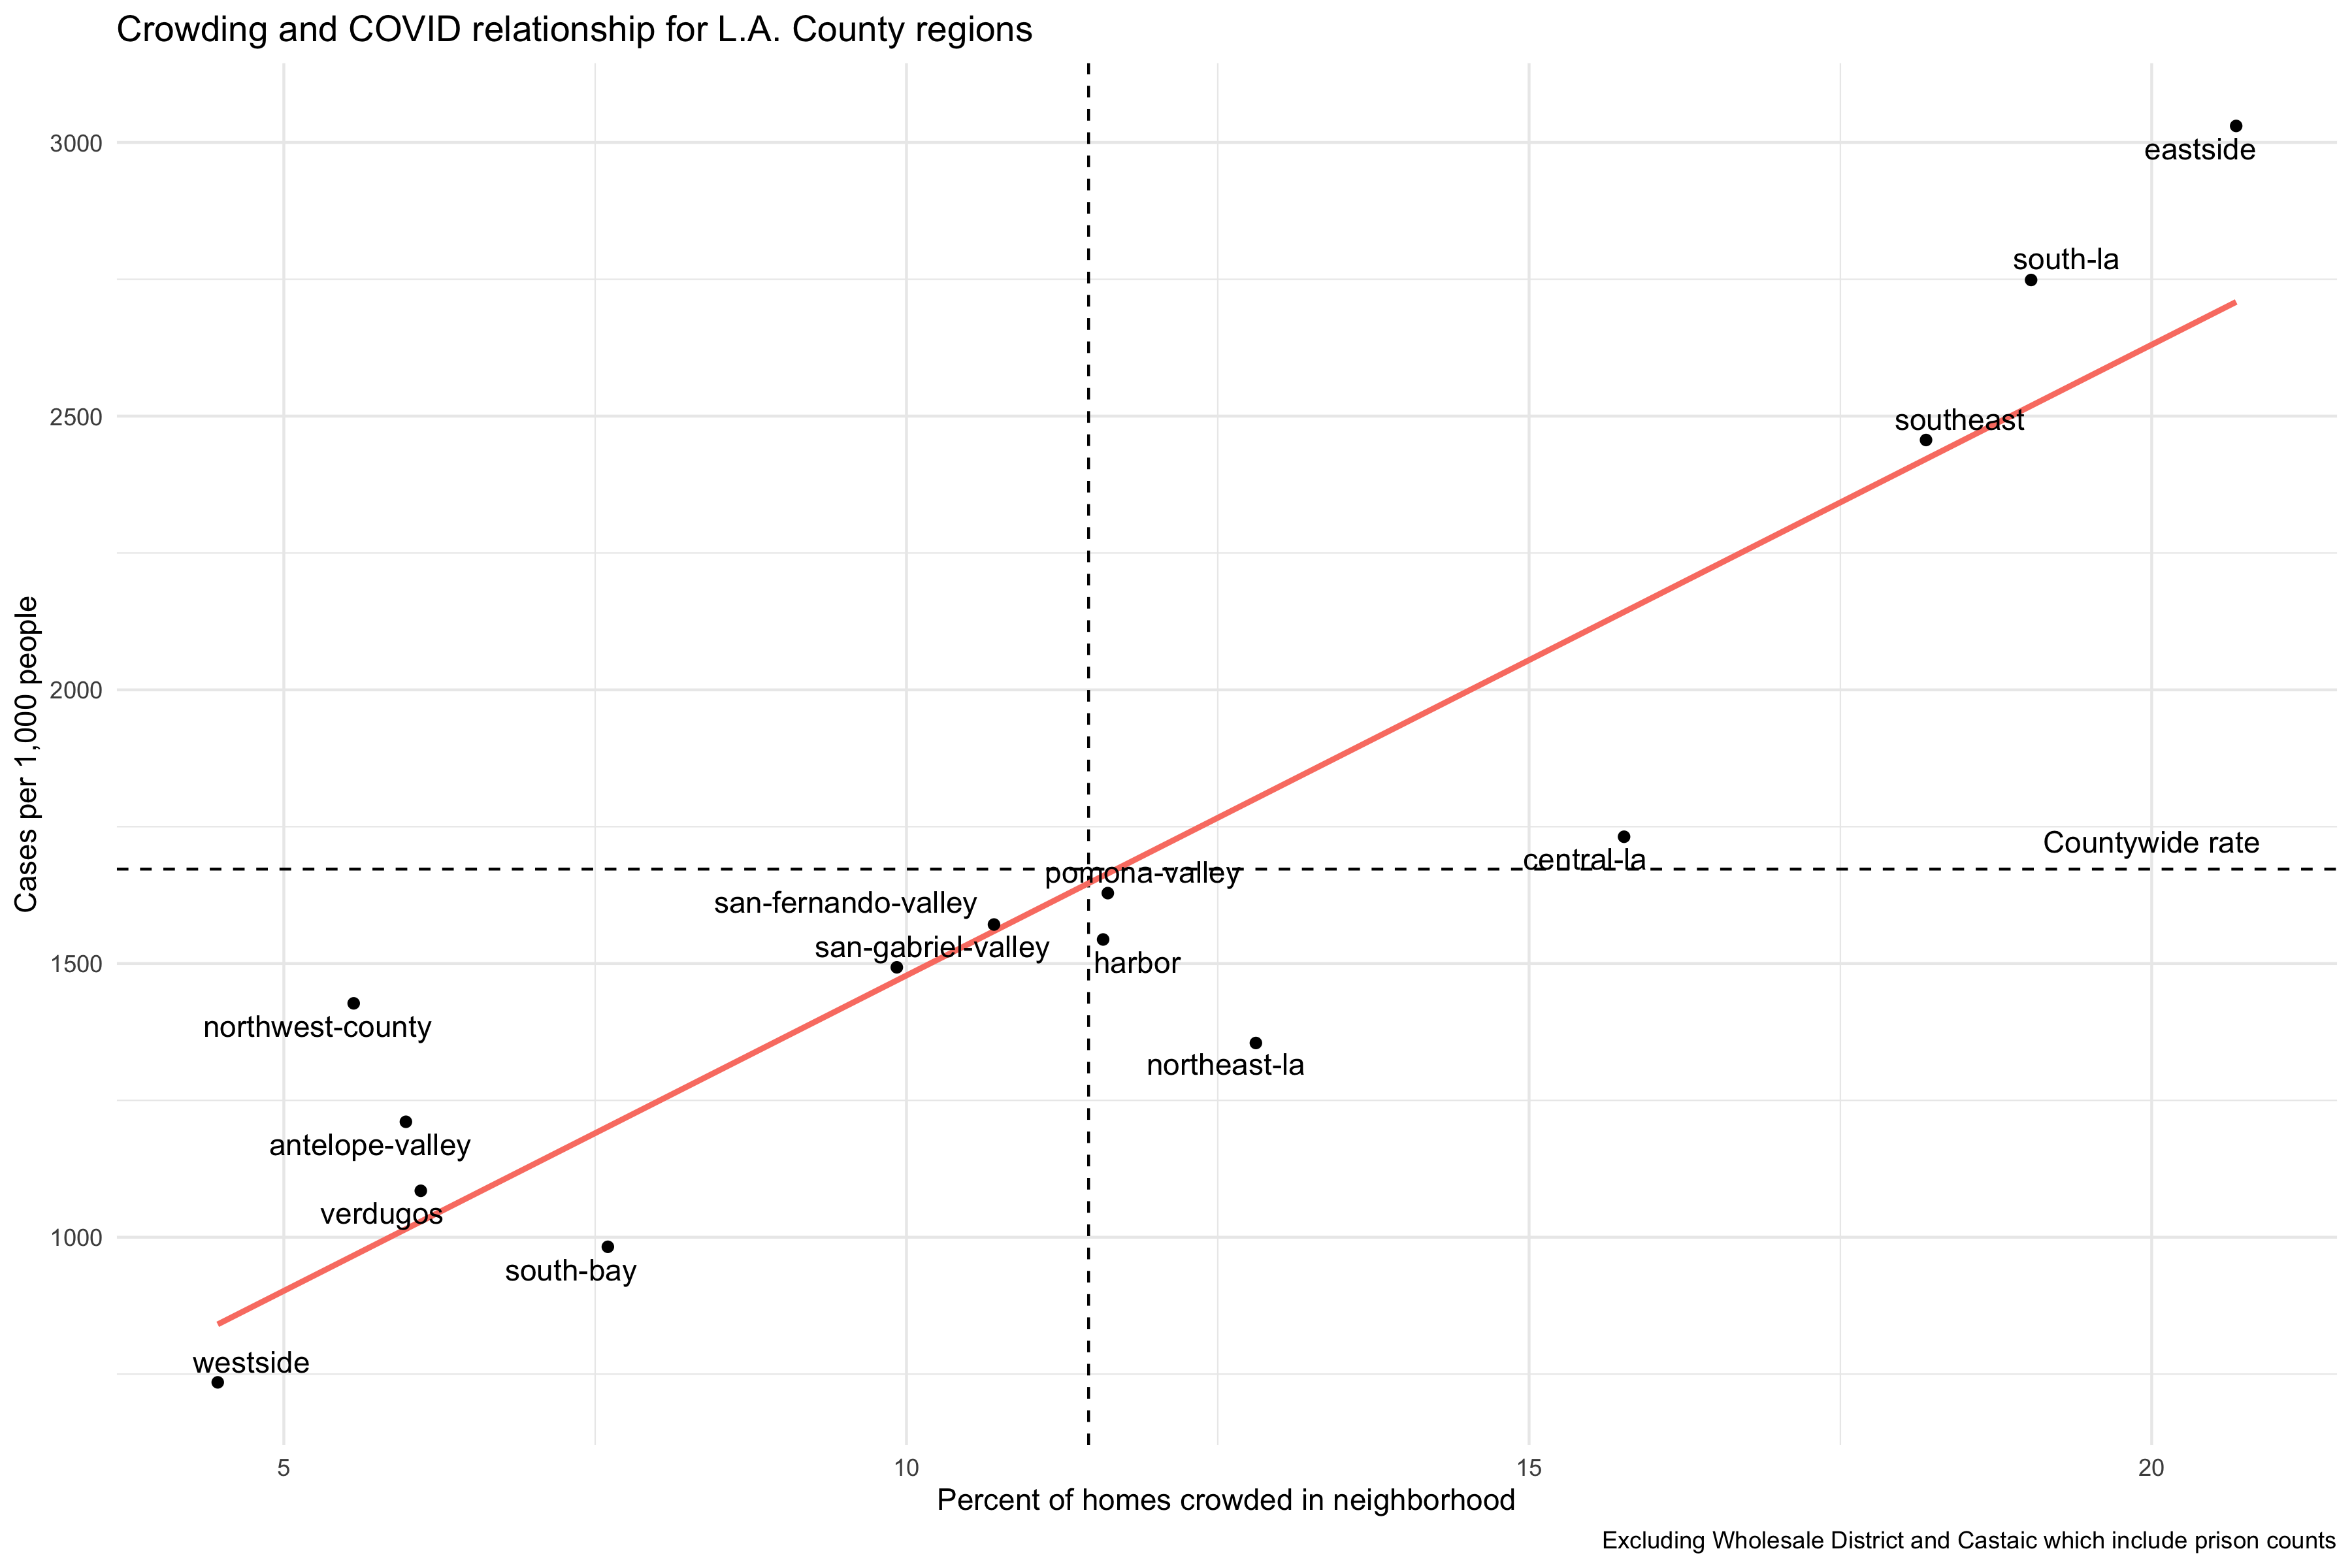 Crowding and COVID relationship for L.A. County regions
3000
eastside
south-la
2500
southeast
2000
Cases per 1,000 people
Countywide rate
central-la
pomona-valley
san-fernando-valley
san-gabriel-valley
harbor
1500
northwest-county
northeast-la
antelope-valley
verdugos
1000
south-bay
westside
5
10
15
20
Percent of homes crowded in neighborhood
Excluding Wholesale District and Castaic which include prison counts